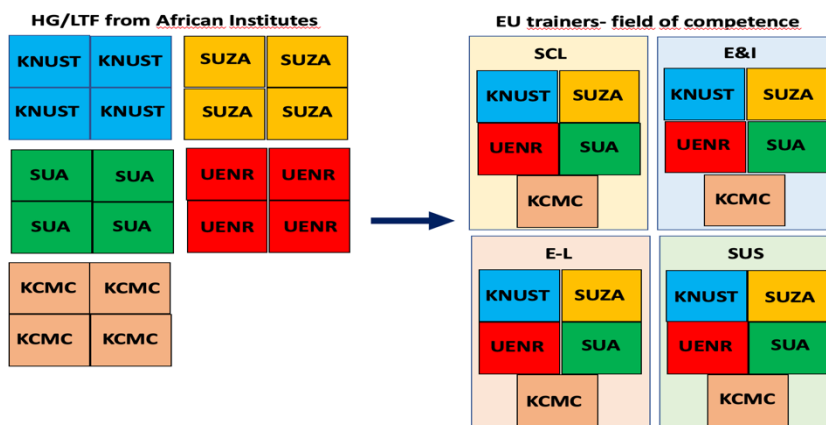 HG/LTF from African Institutes
KNUST KNUST
KNUST KNUST
SUZA SUZA
SUZA SUZA
SUA SUA
SUA SUA
UENR UENR
UENR UENR
KCMC KCMC
KCMC KCMC
EU trainers- field of competence
SCL
KNUST SUZA
UENR SUA
KCMC
E&I
KNUST SUZA
UENR SUA
KCMC
E-L
KNUST SUZA
UENR SUA
KCMC
SUS
KNUST SUZA
UENR SUA
KCMC